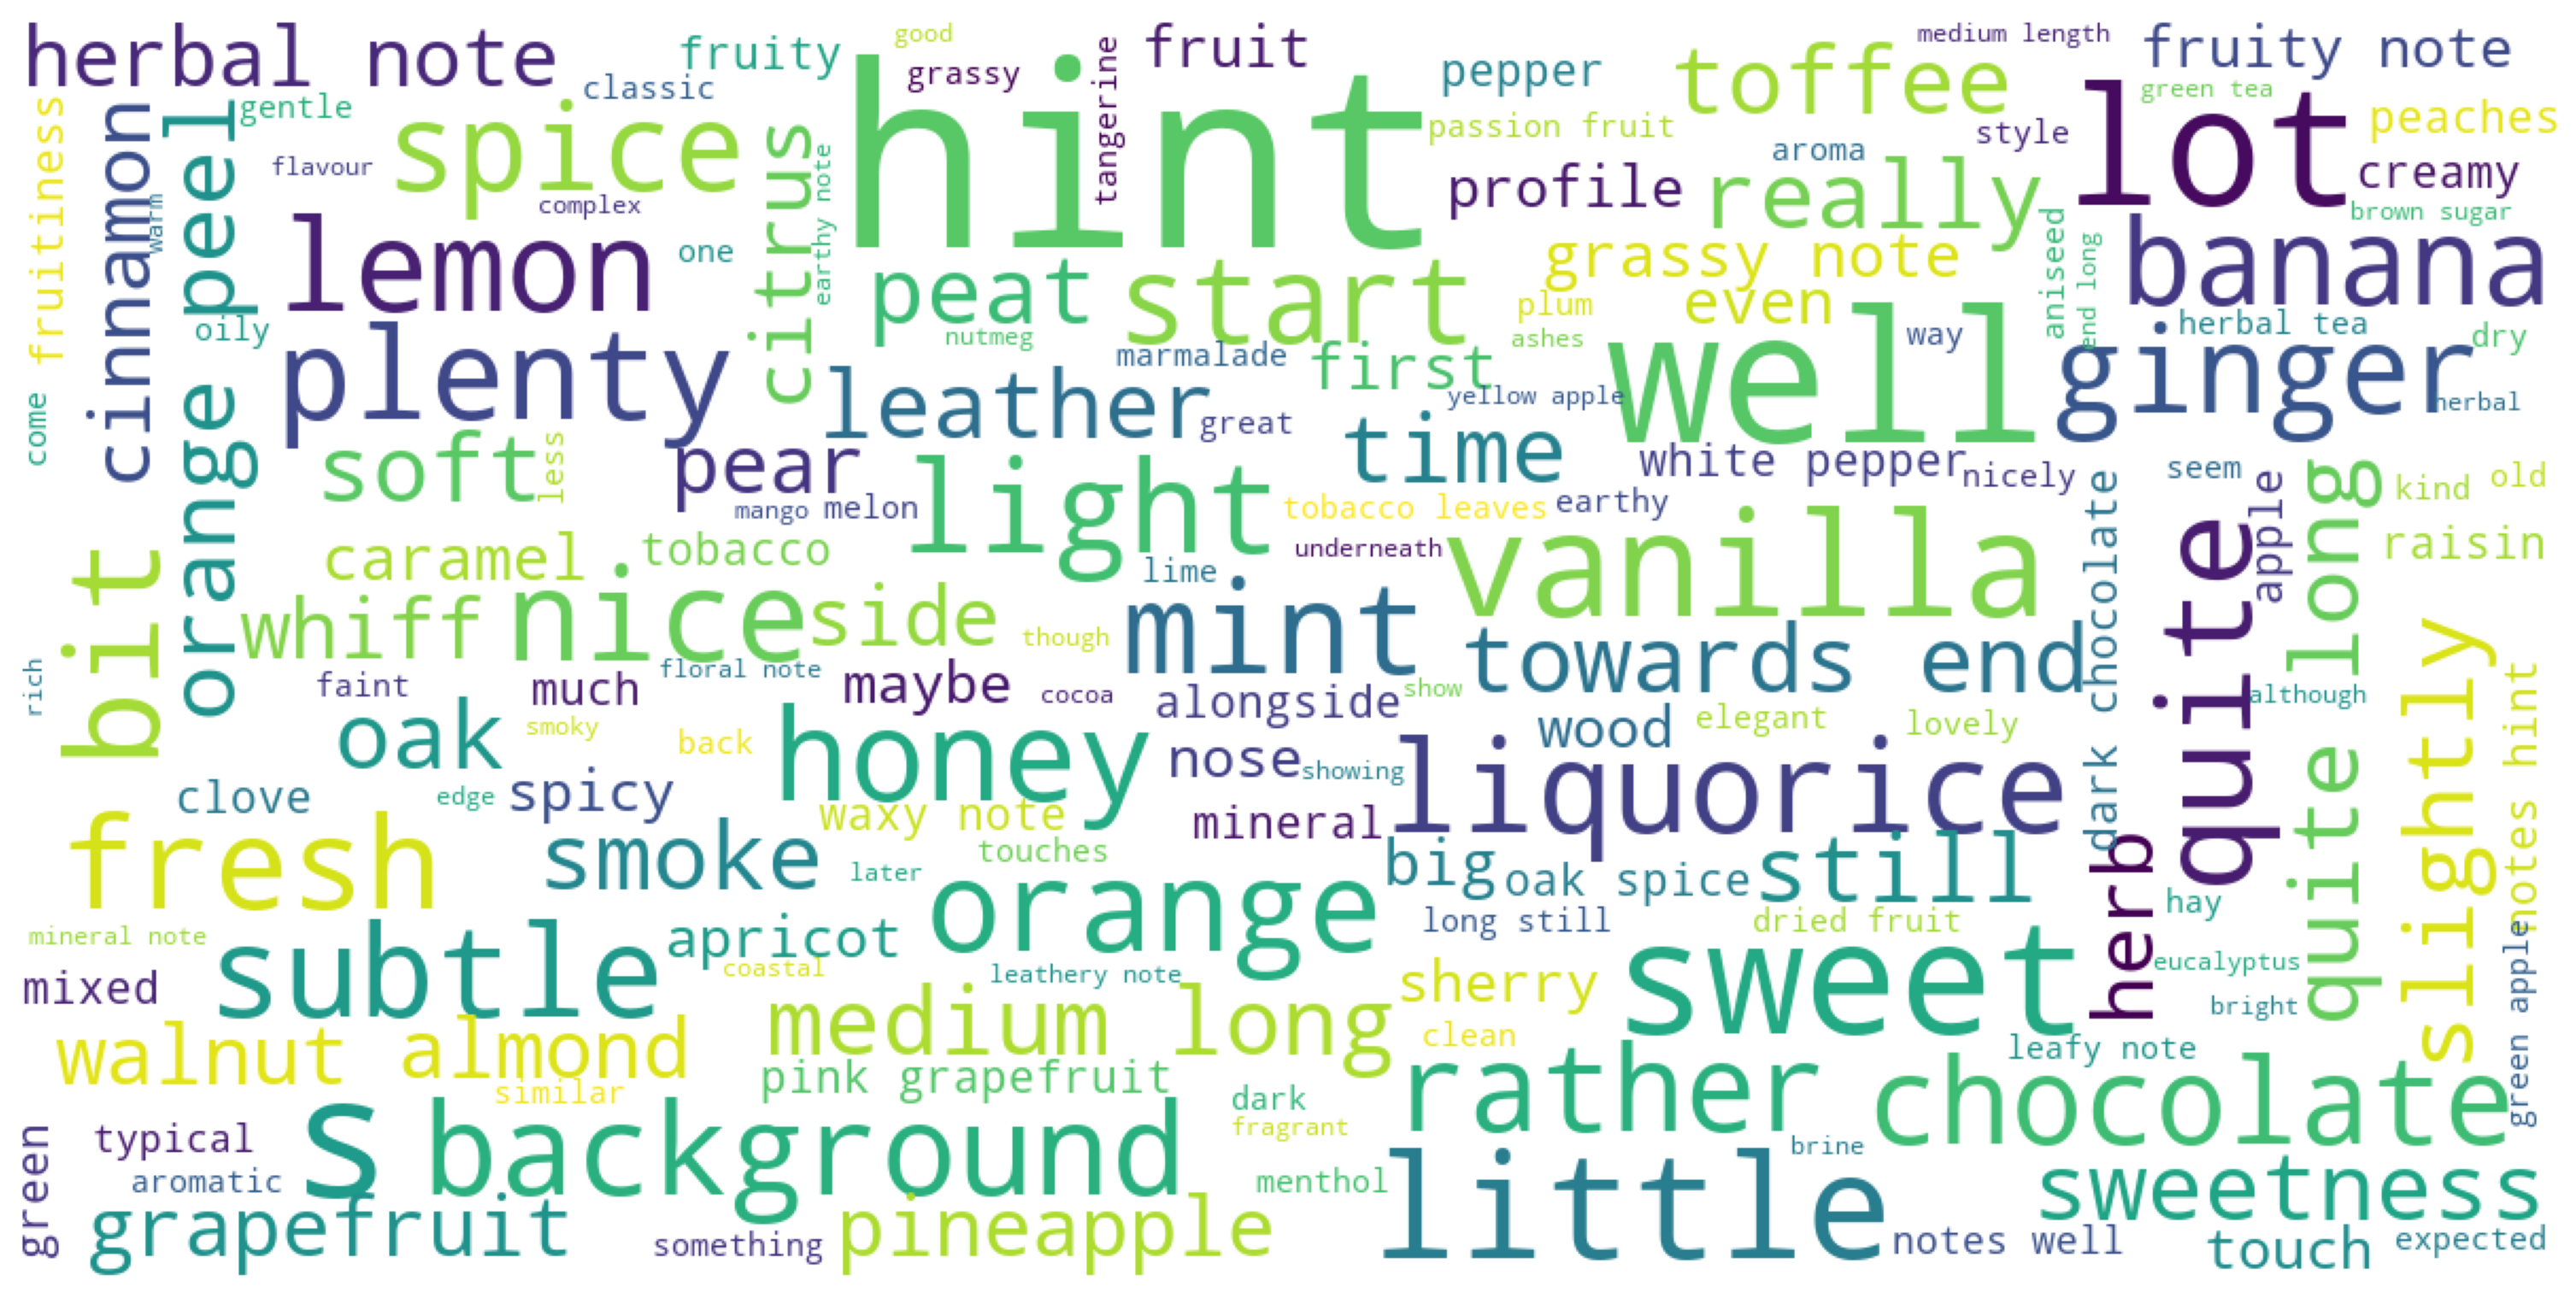 herbal note
fruity
good
grassy
tangerine
fruit
pepper
toffee
medium length
fruity note
green tea
classic
gentle
spice
hint
passion fruit
style
lot
peaches
fruitiness
cinnamon
orange peel
flavour
complex
warm
citrus
earthy note
profile
aroma
really
creamy
brown sugar
lemon
one
peat
start
grassy note
aniseed
end long
banana
oily
nutmeg
plum
even
ashes
way
herbal tea
dry
come
plenty
marmalade
first
well
ginger
leather
great
yellow apple
herbal
soft
less
pear
time
white pepper
nicely
seem
apple
kind
old
mango
melon
light
tobacco leaves
earthy
dark chocolate
quite
quite long
raisin
bit
caramel
tobacco
underneath
vanilla
lime
whiff
nice
side
though
mint
towards end
rich
faint
much
floral note
maybe
cocoa
alongside
show
although
slightly
notes hint
oak
smoky
back
honey
nose
showing
wood
elegant
lovely
liquorice
clove
edge
spicy
waxy note
mineral
fresh
smoke
later
touches
big
oak spice
still
herb
hay
orange
long still
dried fruit
mineral note
subtle
apricot
coastal
leathery note
sherry
sweet
eucalyptus
green apple
mixed
medium long
clean
bright
walnut
almond
similar
pink grapefruit
rather
leafy note
chocolate
s
background
dark
fragrant
typical
green
aromatic
menthol
little
brine
sweetness
grapefruit
something
pineapple
notes well
touch
expected